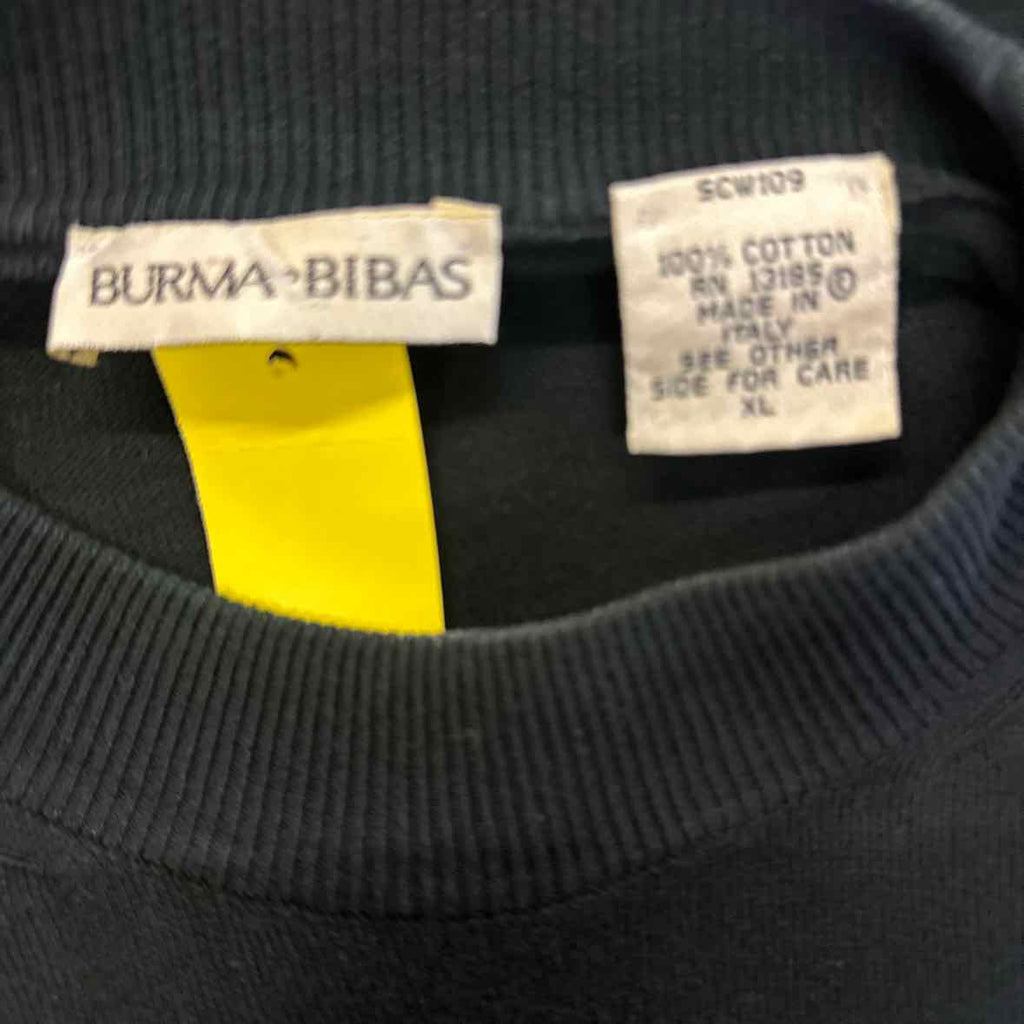 BURMA BIBAS
SCW109
100% COTTON
RN 13185 ©
MADE IN
ITALY
SEE OTHER
SIDE FOR CARE
XL